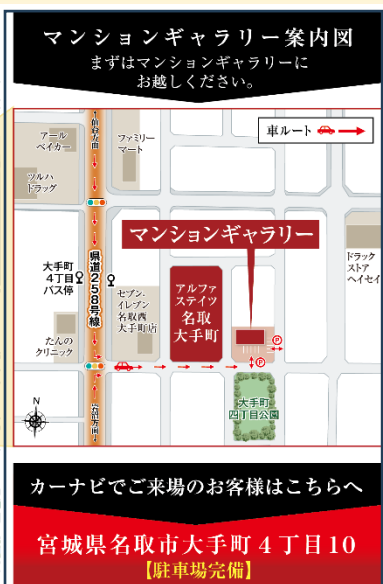 マンションギャラリー案内図
まずはマンションギャラリーに
お越しください。
↑仙台方面
車ルート
アール
ベイカー
ファミリー
マート
ツルハ
ドラッグ
マンションギャラリー
県道258号線
大手町
4丁目
バス停
セブン-
イレブン
名取西
大手町店
アルファ
ステイツ
名取
大手町
ドラッグ
ストア
ヘイセイ
たんの
クリニック
P
P
岩沼方面↓
大手町
四丁目公園
N
カーナビでご来場のお客様はこちらへ
宮城県名取市大手町4丁目10
【駐車場完備】